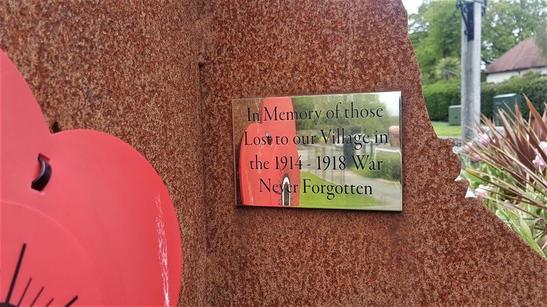 In Memory of those
Lost to our Village in
the 1914 - 1918 War
Never Forgotten